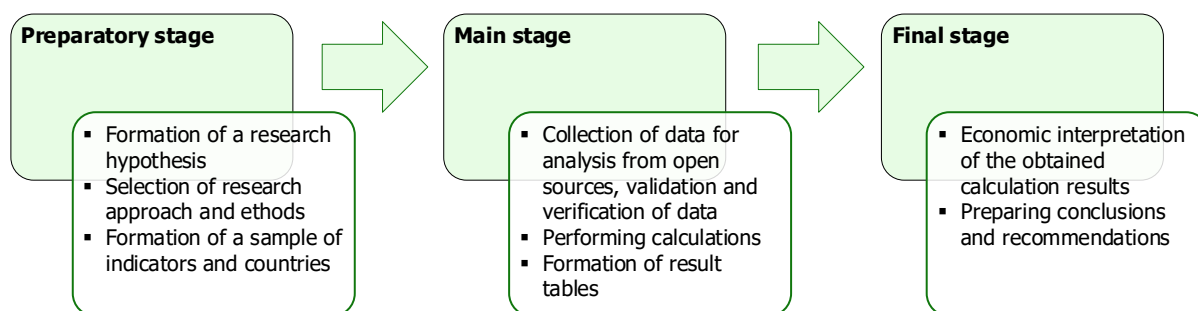 Preparatory stage
▪ Formation of a research
hypothesis
▪ Selection of research
approach and ethods
▪ Formation of a sample of
indicators and countries
Main stage
▪ Collection of data for
analysis from open
sources, validation and
verification of data
▪ Performing calculations
▪ Formation of result
tables
Final stage
▪ Economic interpretation
of the obtained
calculation results
▪ Preparing conclusions
and recommendations